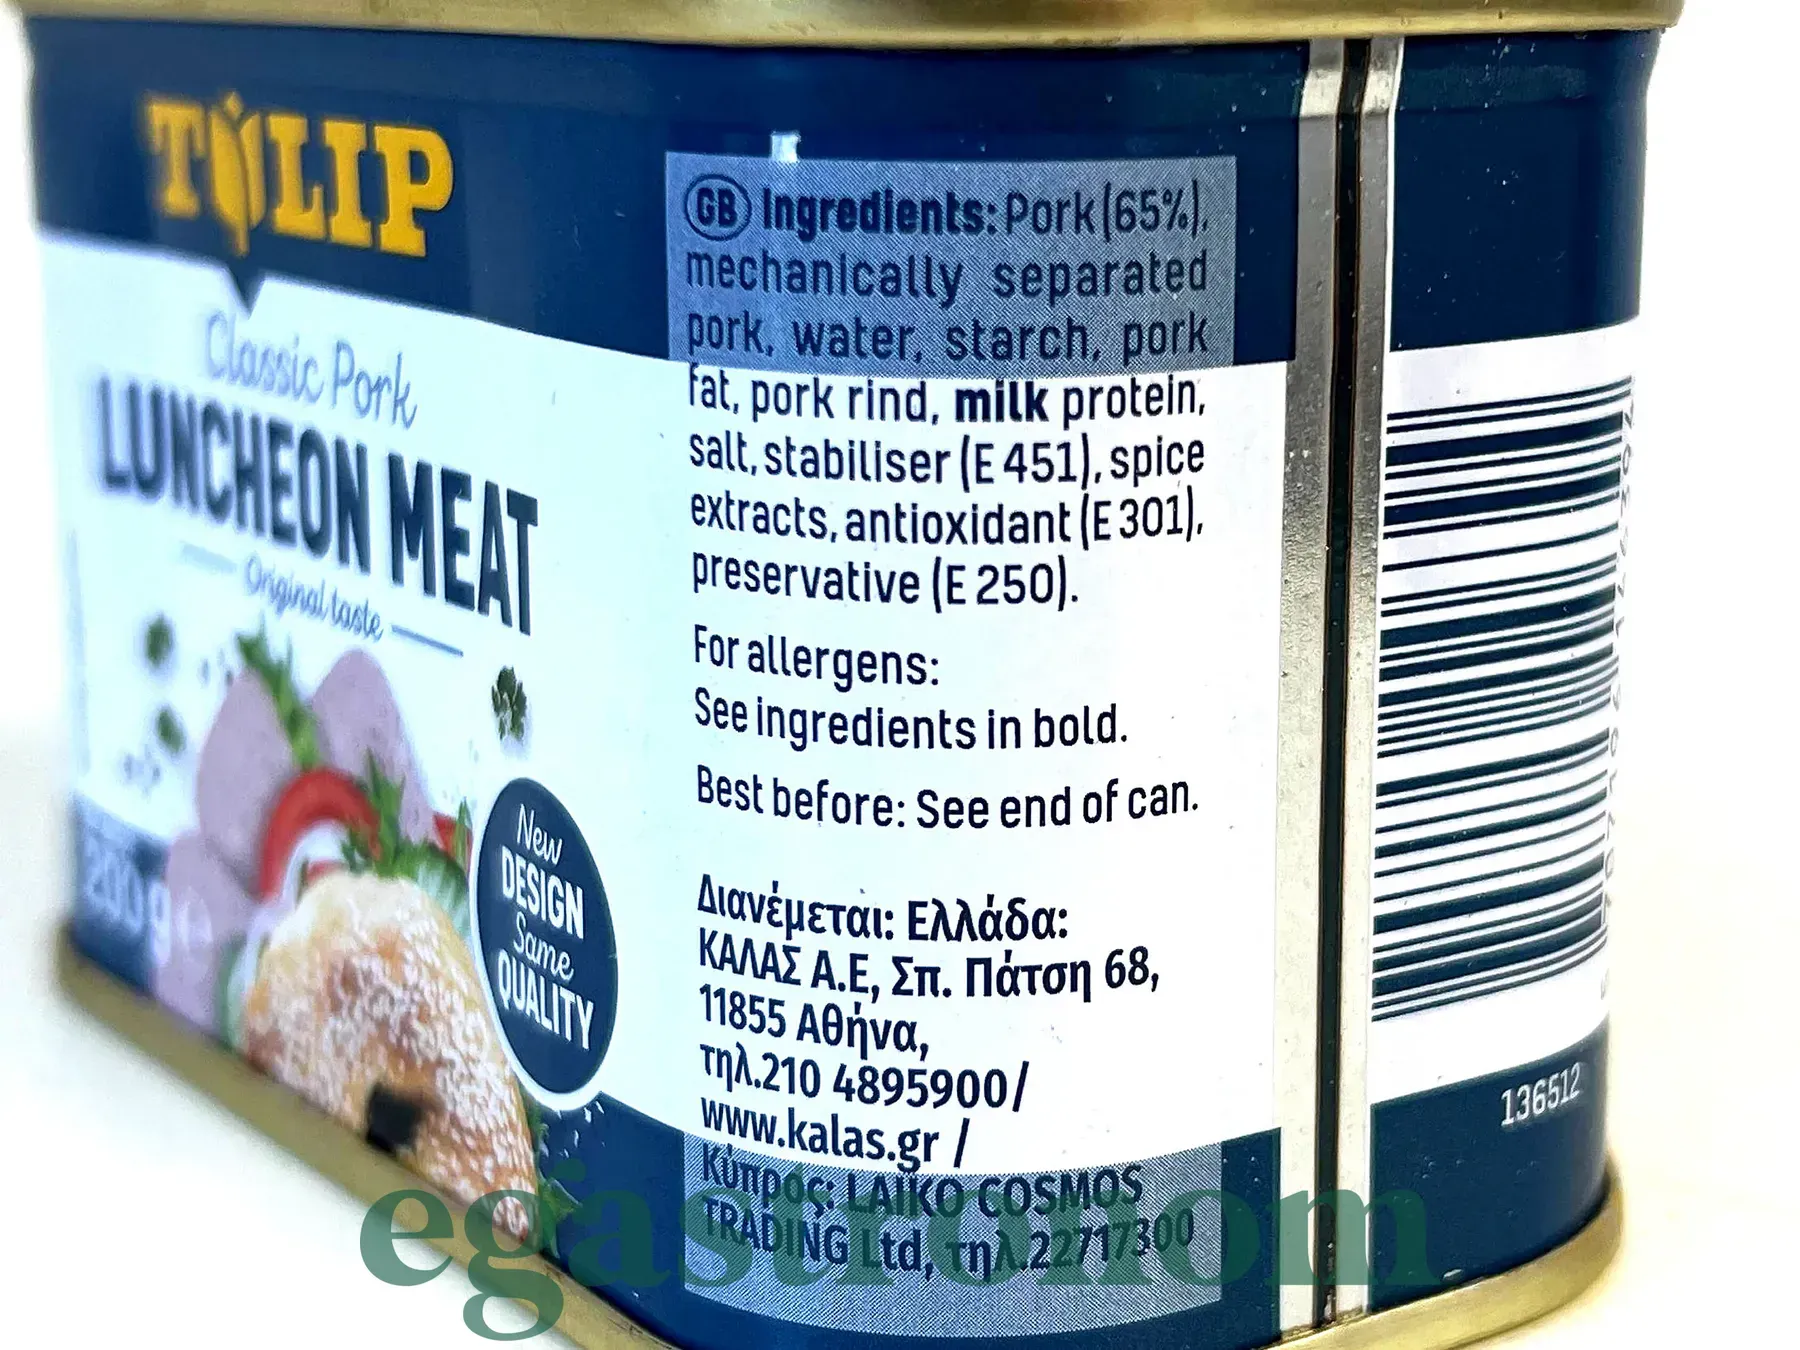 TULIP
Classic Pork
LUNCHEON MEAT
Original taste
200 g
New
DESIGN
Same
QUALITY
GB Ingredients: Pork (65%),
mechanically separated
pork, water, starch, pork
fat, pork rind, milk protein,
salt, stabiliser (E 451), spice
extracts, antioxidant (E 301),
preservative (E 250).
For allergens:
See ingredients in bold.
Best before: See end of can.
Διανέμεται: Ελλάδα:
ΚΑΛΑΣ Α.Ε, Σπ. Πάτση 68,
11855 Αθήνα,
τηλ.210 4895900/
www.kalas.gr /
Κύπρος: LAIKO COSMOS
TRADING Ltd, τηλ.22717300
136512
egastronom